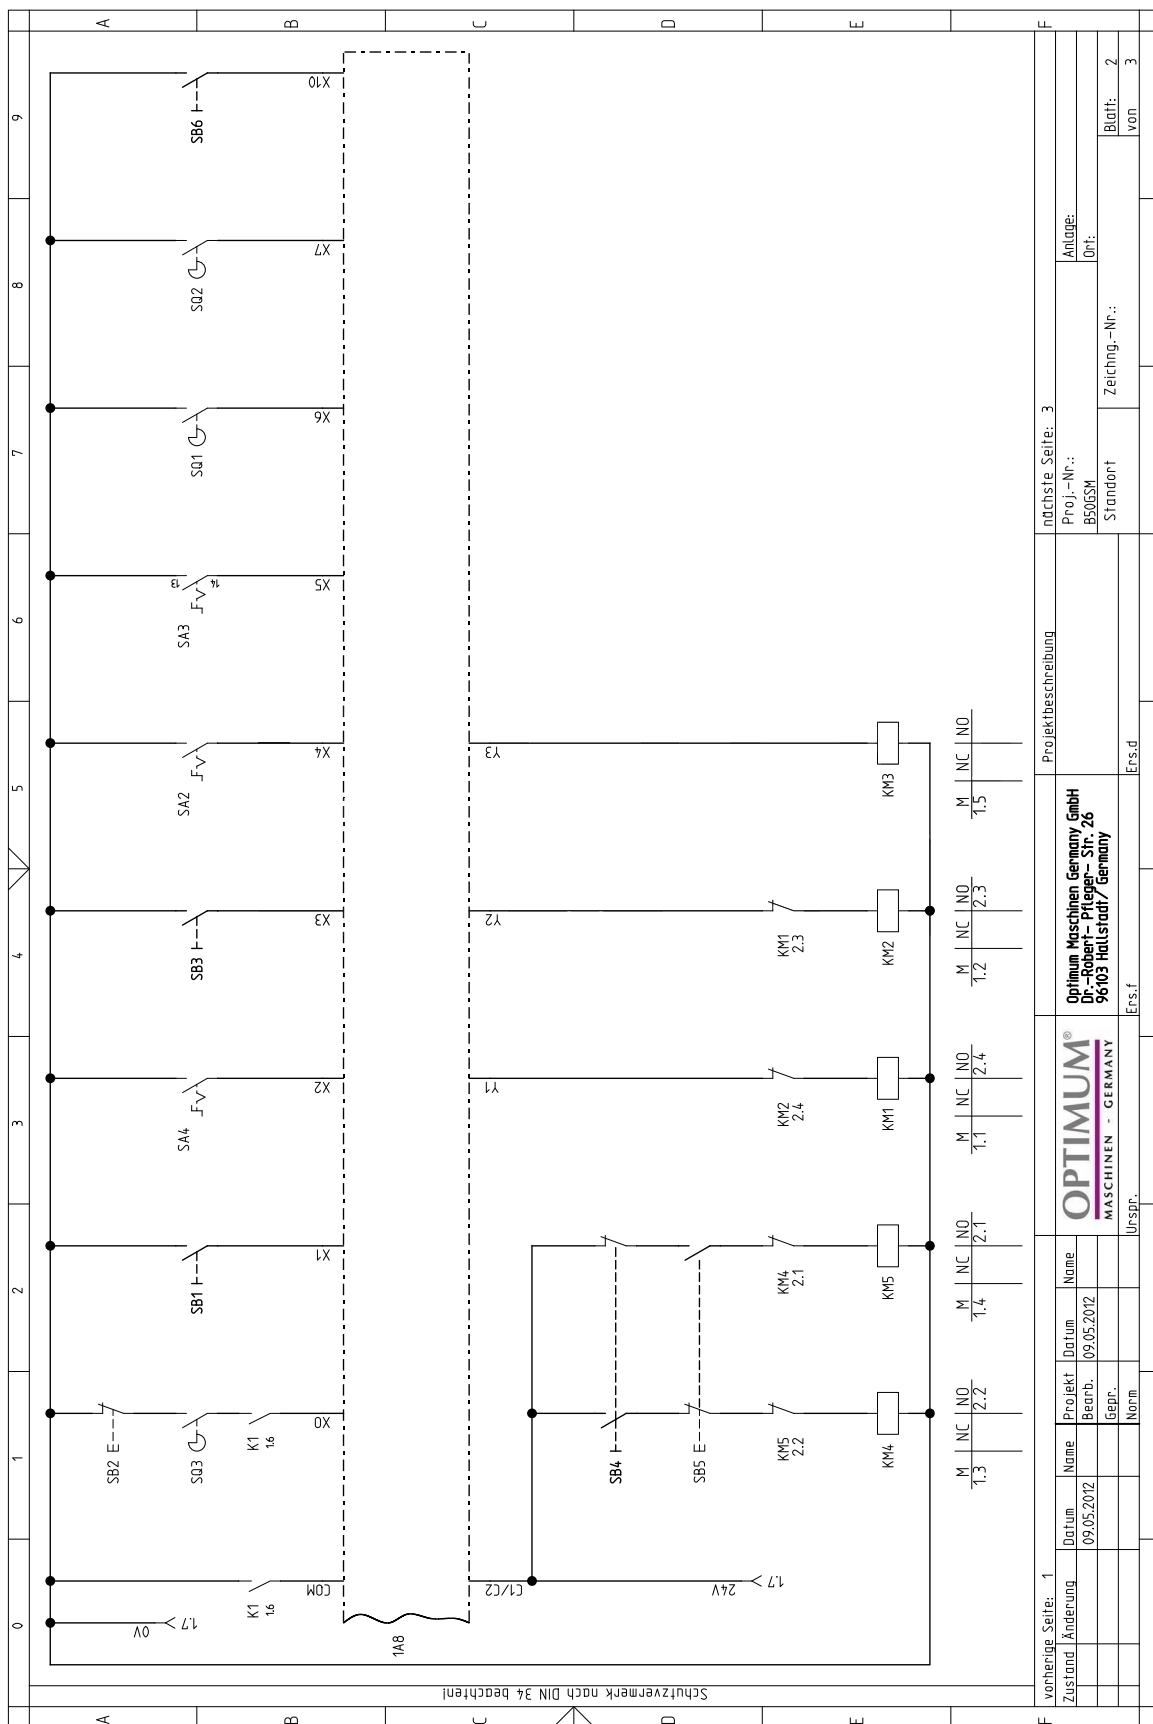 0 1 2 3 4 5 6 7 8 9
A A
B B
C C
D D
E E
F F
Schutzvermerk nach DIN 34 beachten!
0V
1.7
K1
1.6
COM
SB2
SQ3
K1
1.6
X0
SB1
X1
SA4
X2
SB3
X3
SA2
X4
SA3
13
14
X5
SQ1
X6
SQ2
X7
SB6
X10
1A8
C1/C2
24V
1.7
Y1
Y2
Y3
SB4
SB5
KM5
2.2
KM4
2.1
KM2
2.4
KM1
2.3
KM4
KM5
KM1
KM2
KM3
M NC NO
1.3 2.2
M NC NO
1.4 2.1
M NC NO
1.1 2.4
M NC NO
1.2 2.3
M NC NO
1.5
vorherige Seite: 1
Zustand Änderung Datum Name
09.05.2012
Projekt Datum Name
Bearb. 09.05.2012
Gepr.
Norm
Urspr.
Ers.f
Ers.d
OPTIMUM®
MASCHINEN - GERMANY
Optimum Maschinen Germany GmbH
Dr.-Robert- Pfleger- Str. 26
96103 Hallstadt/ Germany
Projektbeschreibung
nächste Seite: 3
Proj.-Nr.:
B50GSM
Standort
Zeichng.-Nr.:
Anlage:
Ort:
Blatt: 2
von 3